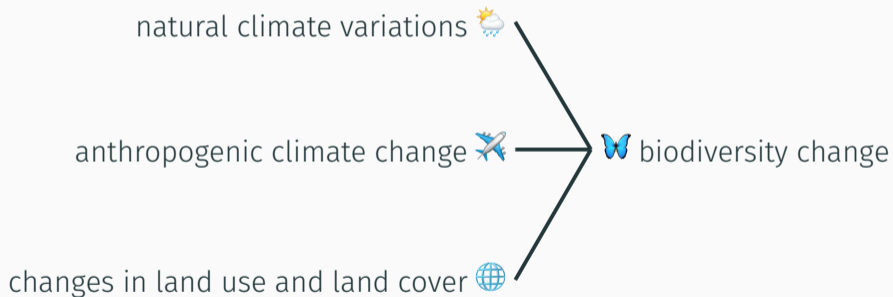 natural climate variations
anthropogenic climate change
biodiversity change
changes in land use and land cover